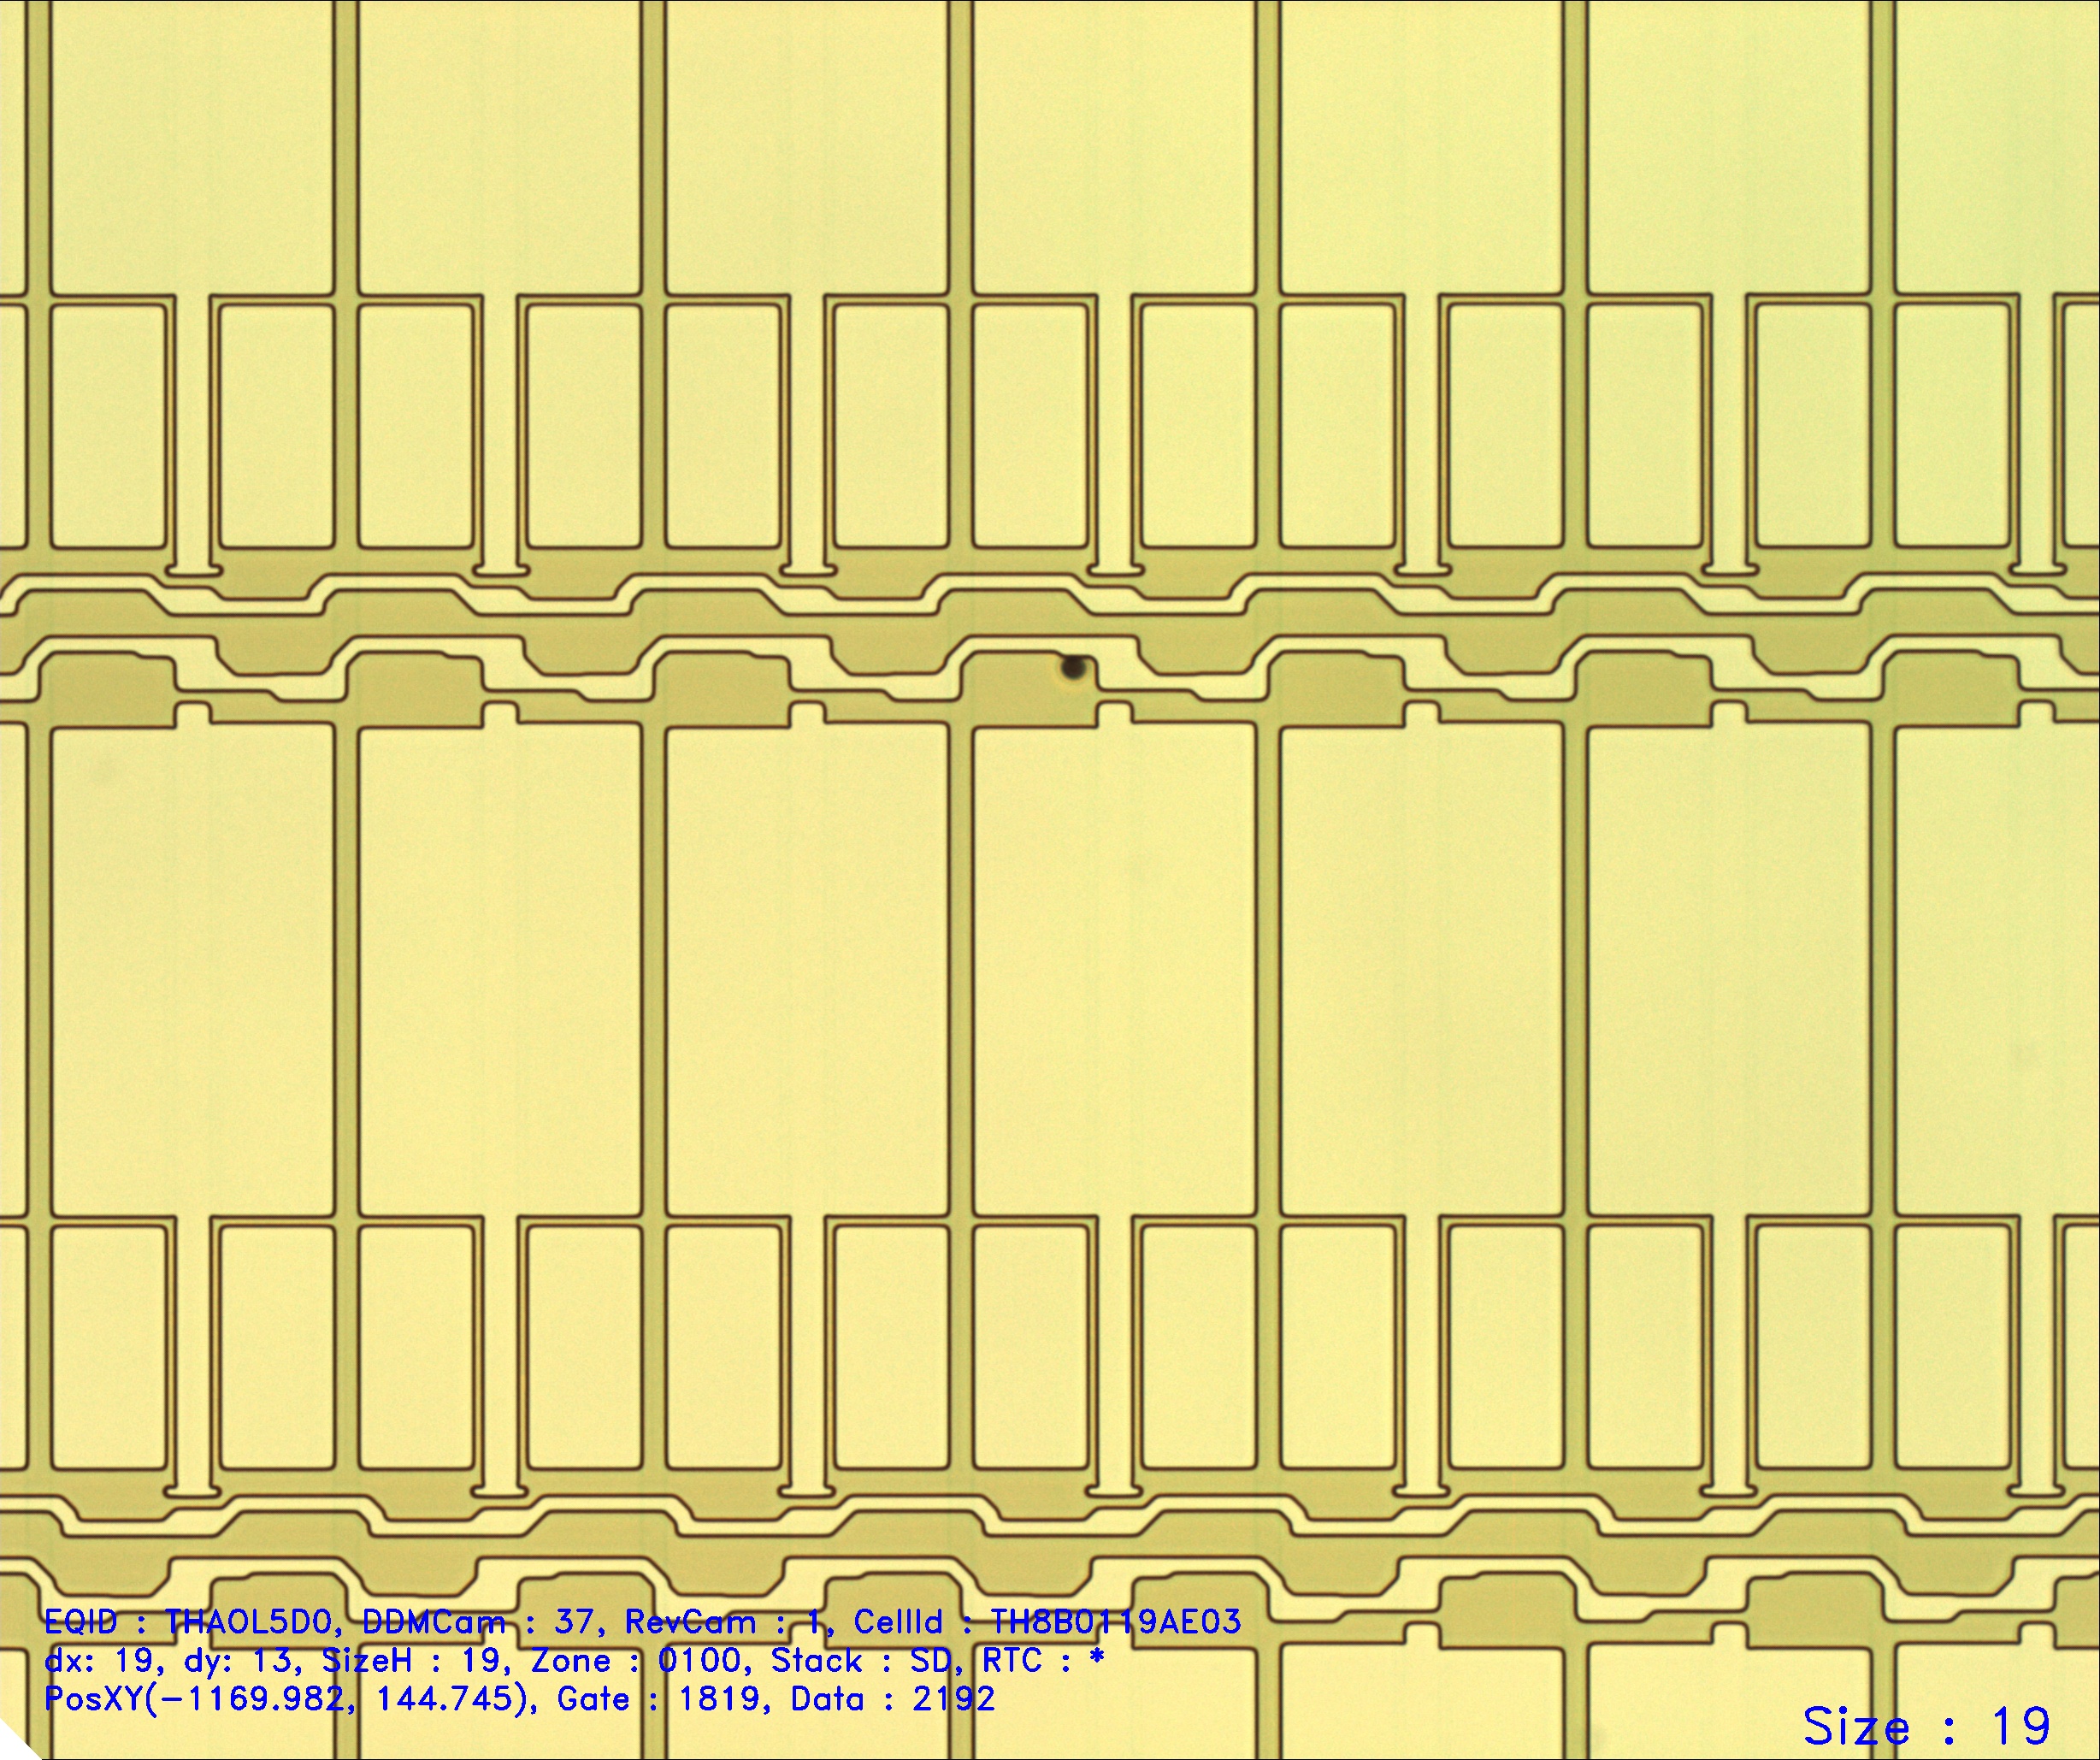 EQID : THAOL5D0, DDMCam : 37, RevCam : 1, CellId : TH8B0119AE03
dx: 19, dy: 13, SizeH : 19, Zone : 0100, Stack : SD, RTC : *
PosXY(-1169.982, 144.745), Gate : 1819, Data : 2192
Size : 19